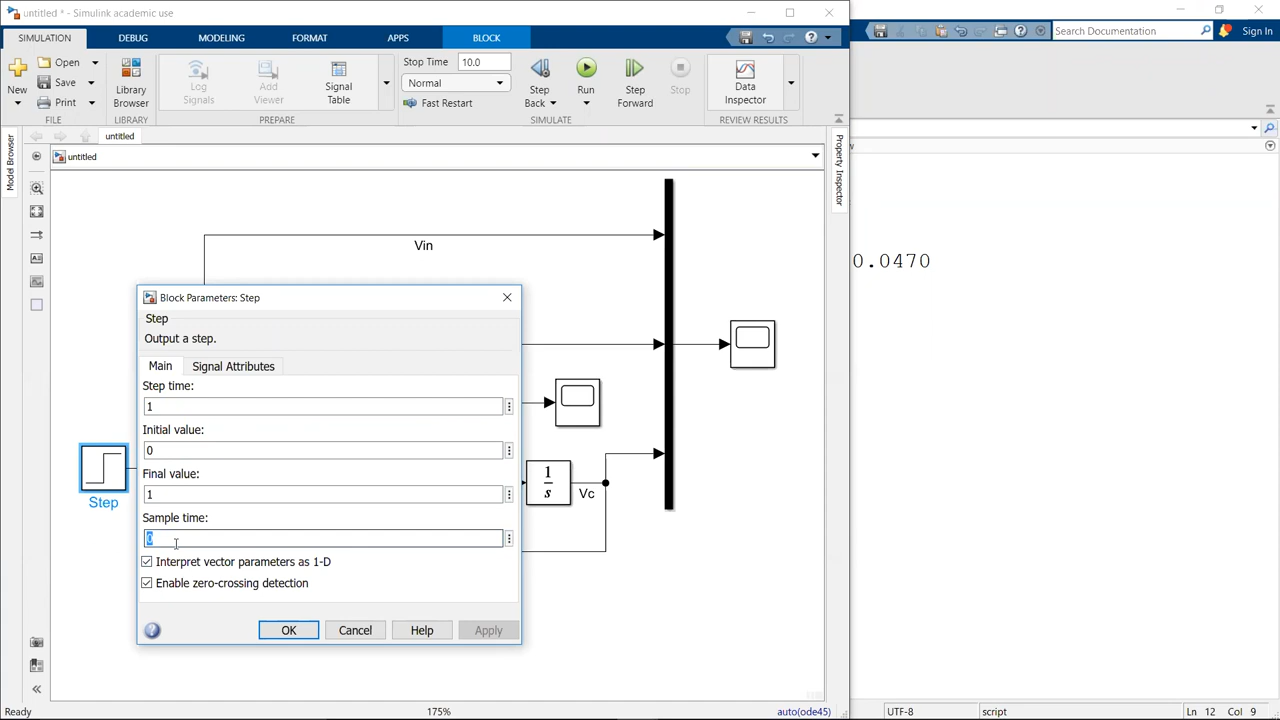 untitled * - Simulink academic use
SIMULATION
DEBUG
MODELING
FORMAT
APPS
BLOCK
Search Documentation
Sign In
New
Open
Save
Print
FILE
Library
Browser
LIBRARY
Log
Signals
Add
Viewer
Signal
Table
PREPARE
Stop Time
10.0
Normal
Fast Restart
Step
Back
Run
Step
Forward
Stop
SIMULATE
Data
Inspector
REVIEW RESULTS
untitled
untitled
Model Browser
Property Inspector
Vin
0.0470
Block Parameters: Step
Step
Output a step.
Main
Signal Attributes
Step time:
1
Initial value:
0
Final value:
1
Sample time:
0
Interpret vector parameters as 1-D
Enable zero-crossing detection
OK
Cancel
Help
Apply
Step
1
s
Vc
Ready
175%
auto(ode45)
UTF-8
script
Ln 12 Col 9